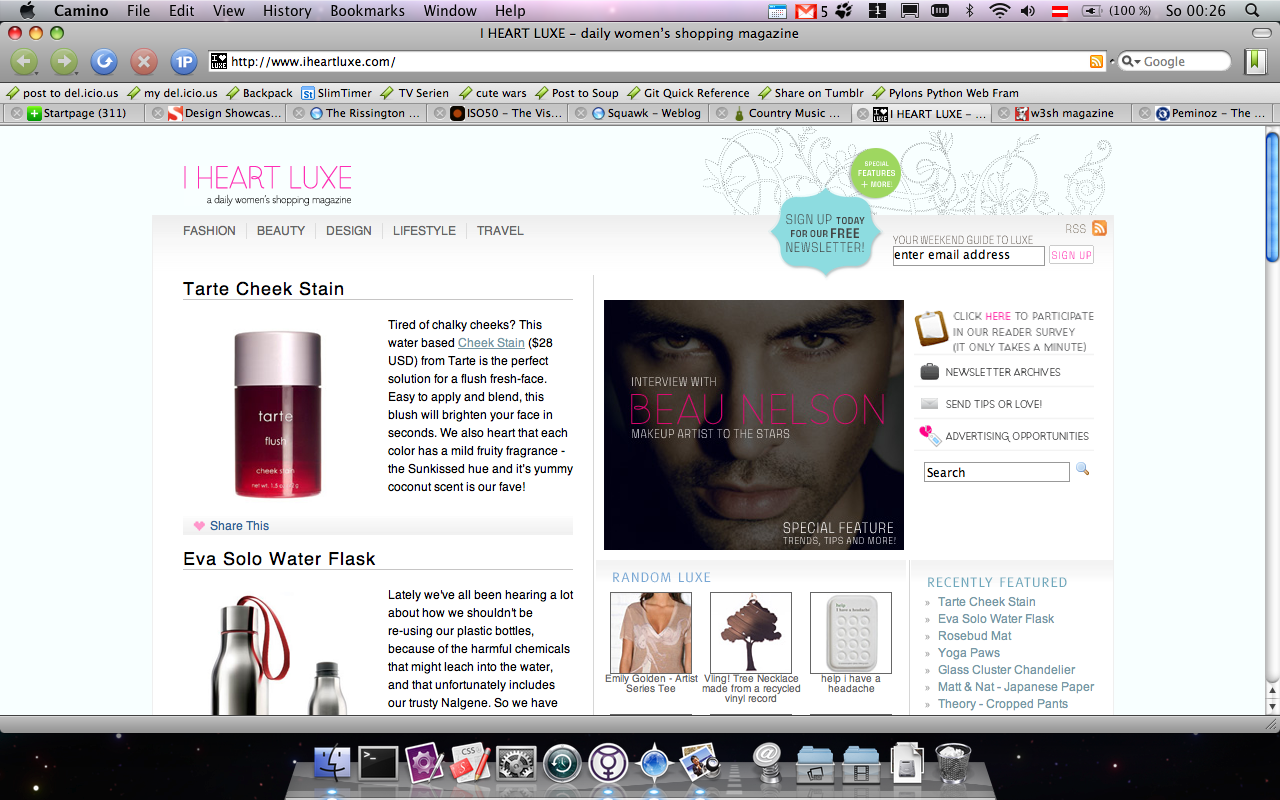 Camino File Edit View History Bookmarks Window Help 5 1 (100 %) So 00:26
I HEART LUXE – daily women's shopping magazine
1P I ♥ LUXE http://www.iheartluxe.com/ Google
post to del.icio.us my del.icio.us Backpack St SlimTimer TV Serien cute wars Post to Soup Git Quick Reference Share on Tumblr Pylons Python Web Fram
Startpage (311) Design Showcas... The Rissington ... ISO50 – The Vis... Squawk – Weblog Country Music ... I HEART LUXE – ... w3sh magazine Peminoz – The ...
I HEART LUXE
a daily women's shopping magazine
SPECIAL
FEATURES
+ MORE!
SIGN UP TODAY
FOR OUR FREE
NEWSLETTER!
RSS
YOUR WEEKEND GUIDE TO LUXE
enter email address SIGN UP
FASHION BEAUTY DESIGN LIFESTYLE TRAVEL
Tarte Cheek Stain
tarte
flush
cheek stain
Tired of chalky cheeks? This
water based Cheek Stain ($28
USD) from Tarte is the perfect
solution for a flush fresh-face.
Easy to apply and blend, this
blush will brighten your face in
seconds. We also heart that each
color has a mild fruity fragrance -
the Sunkissed hue and it's yummy
coconut scent is our fave!
Share This
Eva Solo Water Flask
Lately we've all been hearing a lot
about how we shouldn't be
re-using our plastic bottles,
because of the harmful chemicals
that might leach into the water,
and that unfortunately includes
our trusty Nalgene. So we have
INTERVIEW WITH
BEAU NELSON
MAKEUP ARTIST TO THE STARS
SPECIAL FEATURE
TRENDS, TIPS AND MORE!
CLICK HERE TO PARTICIPATE
IN OUR READER SURVEY
(IT ONLY TAKES A MINUTE)
NEWSLETTER ARCHIVES
SEND TIPS OR LOVE!
ADVERTISING OPPORTUNITIES
Search
RANDOM LUXE
help
I have a headache
Emily Golden - Artist
Series Tee
Vling! Tree Necklace
made from a recycled
vinyl record
help i have a
headache
RECENTLY FEATURED
» Tarte Cheek Stain
» Eva Solo Water Flask
» Rosebud Mat
» Yoga Paws
» Glass Cluster Chandelier
» Matt & Nat - Japanese Paper
» Theory - Cropped Pants
CSS
@